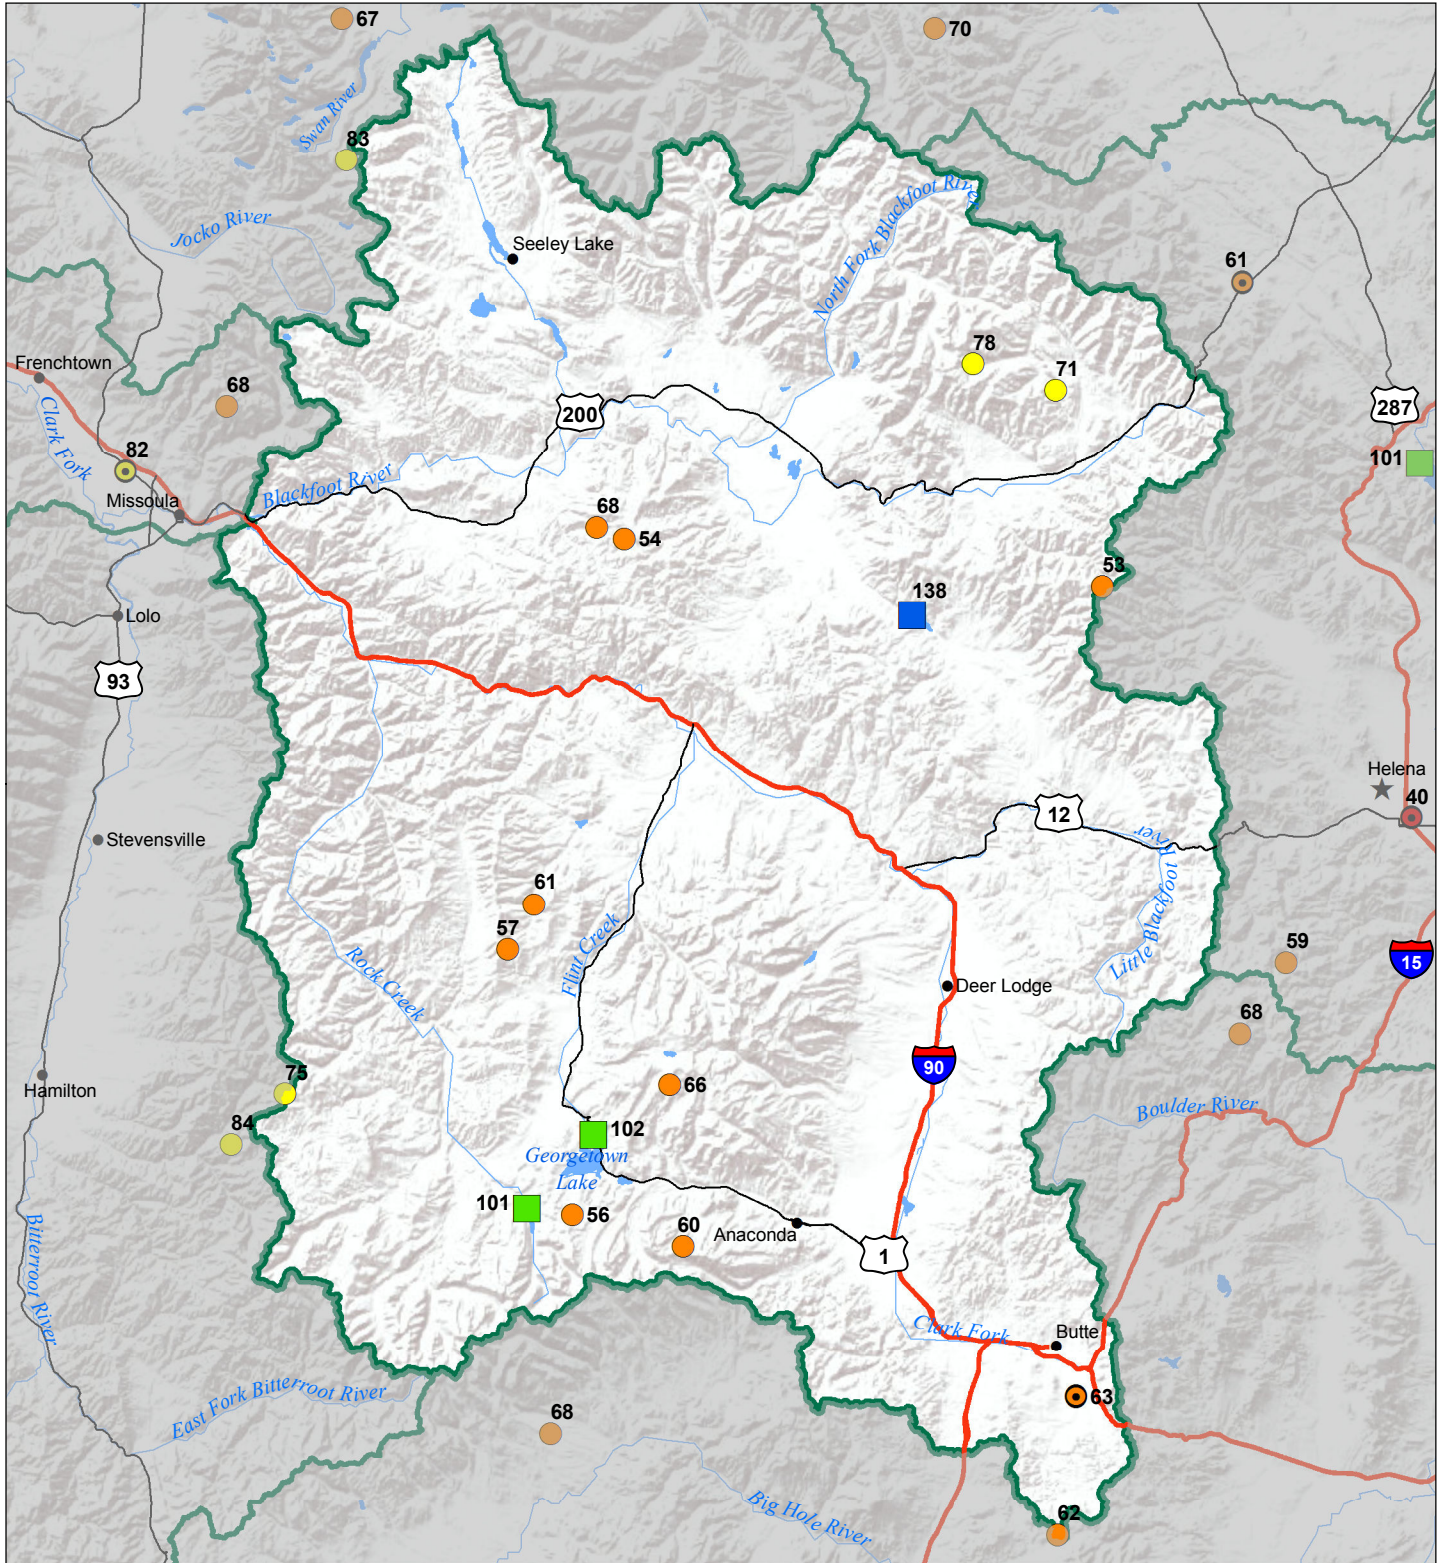 67
70
Swan River
83
Jocko River
Seeley Lake
North Fork Blackfoot River
61
78
71
Frenchtown
68
200
287
Clark Fork
82
101
Missoula
Blackfoot River
68
54
53
138
Lolo
93
12
Helena
40
Stevensville
Little Blackfoot River
61
57
Flint Creek
Rock Creek
59
15
Deer Lodge
68
90
Hamilton
75
66
Boulder River
84
102
Georgetown
Lake
101
56
60
Anaconda
1
Bitterroot River
Clark Fork
Butte
63
East Fork Bitterroot River
68
Big Hole River
62